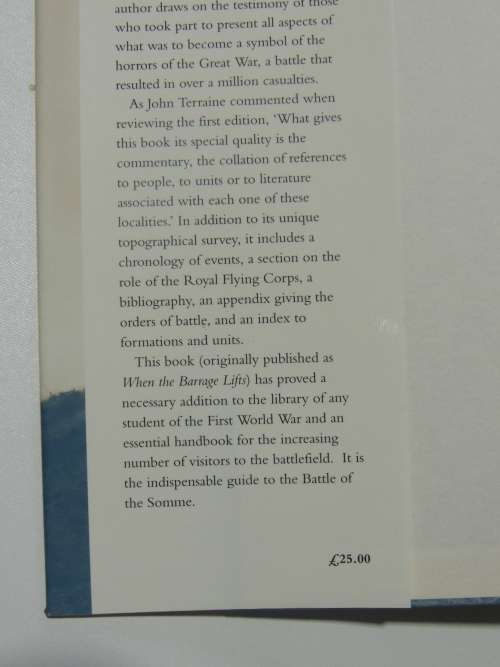 author draws on the testimony of those
who took part to present all aspects of
what was to become a symbol of the
horrors of the Great War, a battle that
resulted in over a million casualties.
As John Terraine commented when
reviewing the first edition, ‘What gives
this book its special quality is the
commentary, the collation of references
to people, to units or to literature
associated with each one of these
localities.’ In addition to its unique
topographical survey, it includes a
chronology of events, a section on the
role of the Royal Flying Corps, a
bibliography, an appendix giving the
orders of battle, and an index to
formations and units.
This book (originally published as
When the Barrage Lifts) has proved a
necessary addition to the library of any
student of the First World War and an
essential handbook for the increasing
number of visitors to the battlefield. It is
the indispensable guide to the Battle of
the Somme.
£25.00